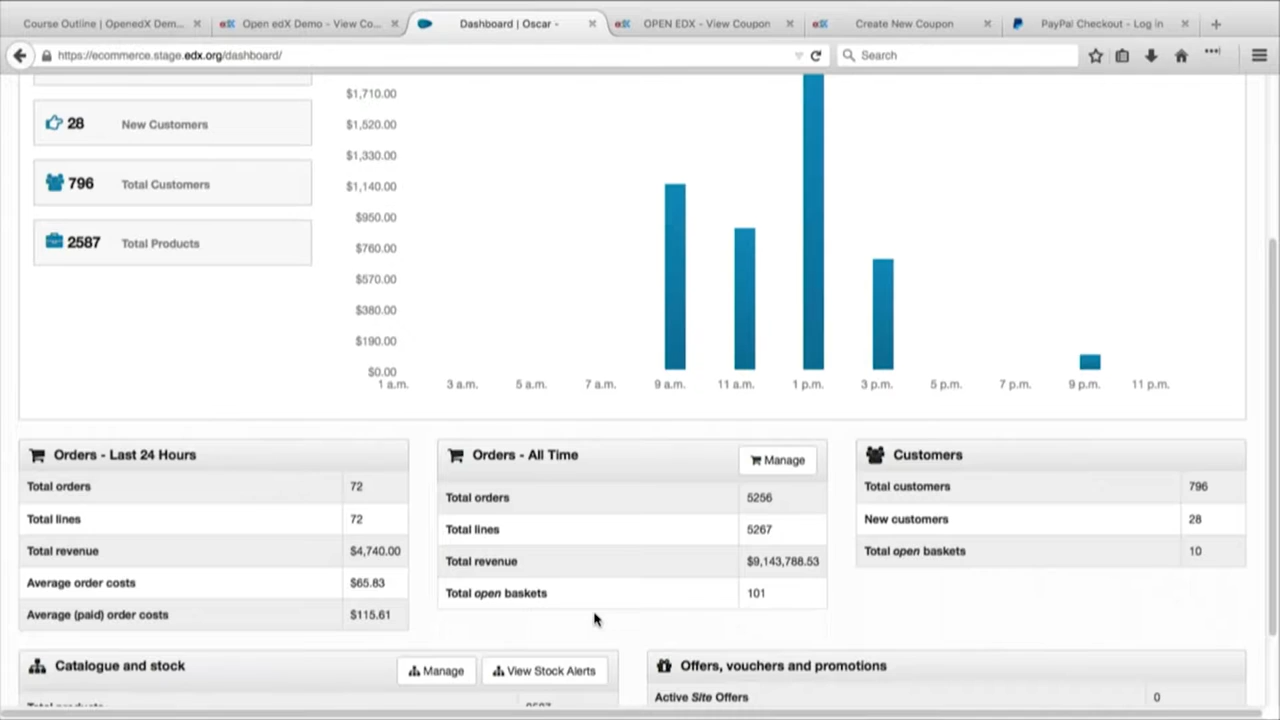 Course Outline | OpenedX Dem...
Open edX Demo - View Co...
Dashboard | Oscar -
OPEN EDX - View Coupon
Create New Coupon
PayPal Checkout - Log In
https://ecommerce.stage.edx.org/dashboard/
Search
28 New Customers
796 Total Customers
2587 Total Products
$1,710.00
$1,520.00
$1,330.00
$1,140.00
$950.00
$760.00
$570.00
$380.00
$190.00
$0.00
1 a.m. 3 a.m. 5 a.m. 7 a.m. 9 a.m. 11 a.m. 1 p.m. 3 p.m. 5 p.m. 7 p.m. 9 p.m. 11 p.m.
Orders - Last 24 Hours
Total orders 72
Total lines 72
Total revenue $4,740.00
Average order costs $65.83
Average (paid) order costs $115.61
Orders - All Time Manage
Total orders 5256
Total lines 5267
Total revenue $9,143,788.53
Total open baskets 101
Customers
Total customers 796
New customers 28
Total open baskets 10
Catalogue and stock Manage View Stock Alerts
Total products 2587
Offers, vouchers and promotions
Active Site Offers 0